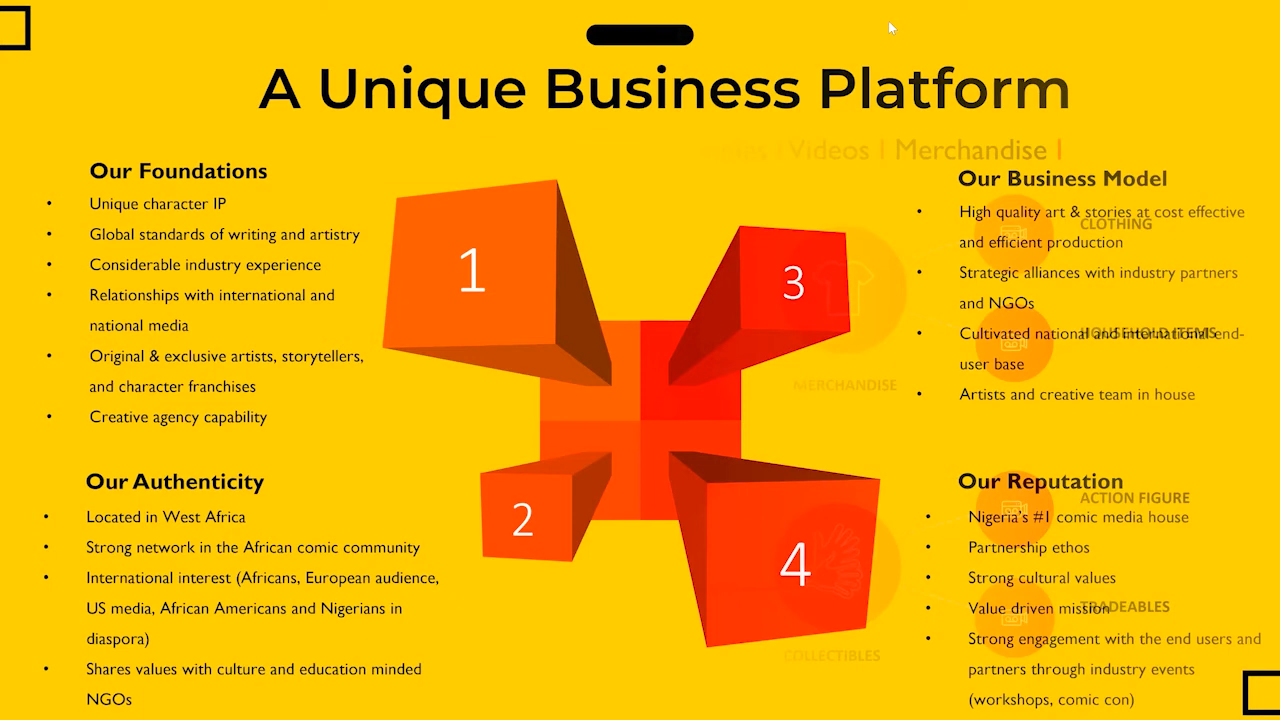 A Unique Business Platform
Videos I Merchandise I
Our Foundations
• Unique character IP
• Global standards of writing and artistry
• Considerable industry experience
• Relationships with international and
national media
• Original & exclusive artists, storytellers,
and character franchises
• Creative agency capability
Our Authenticity
• Located in West Africa
• Strong network in the African comic community
• International interest (Africans, European audience,
US media, African Americans and Nigerians in
diaspora)
• Shares values with culture and education minded
NGOs
1
3
2
4
MERCHANDISE
COLLECTIBLES
Our Business Model
• High quality art & stories at cost effective
and efficient production
• Strategic alliances with industry partners
and NGOs
• Cultivated national and international end-
user base
• Artists and creative team in house
CLOTHING
HOUSEHOLD ITEMS
Our Reputation
• Nigeria's #1 comic media house
• Partnership ethos
• Strong cultural values
• Value driven mission
• Strong engagement with the end users and
partners through industry events
(workshops, comic con)
ACTION FIGURE
TRADEABLES